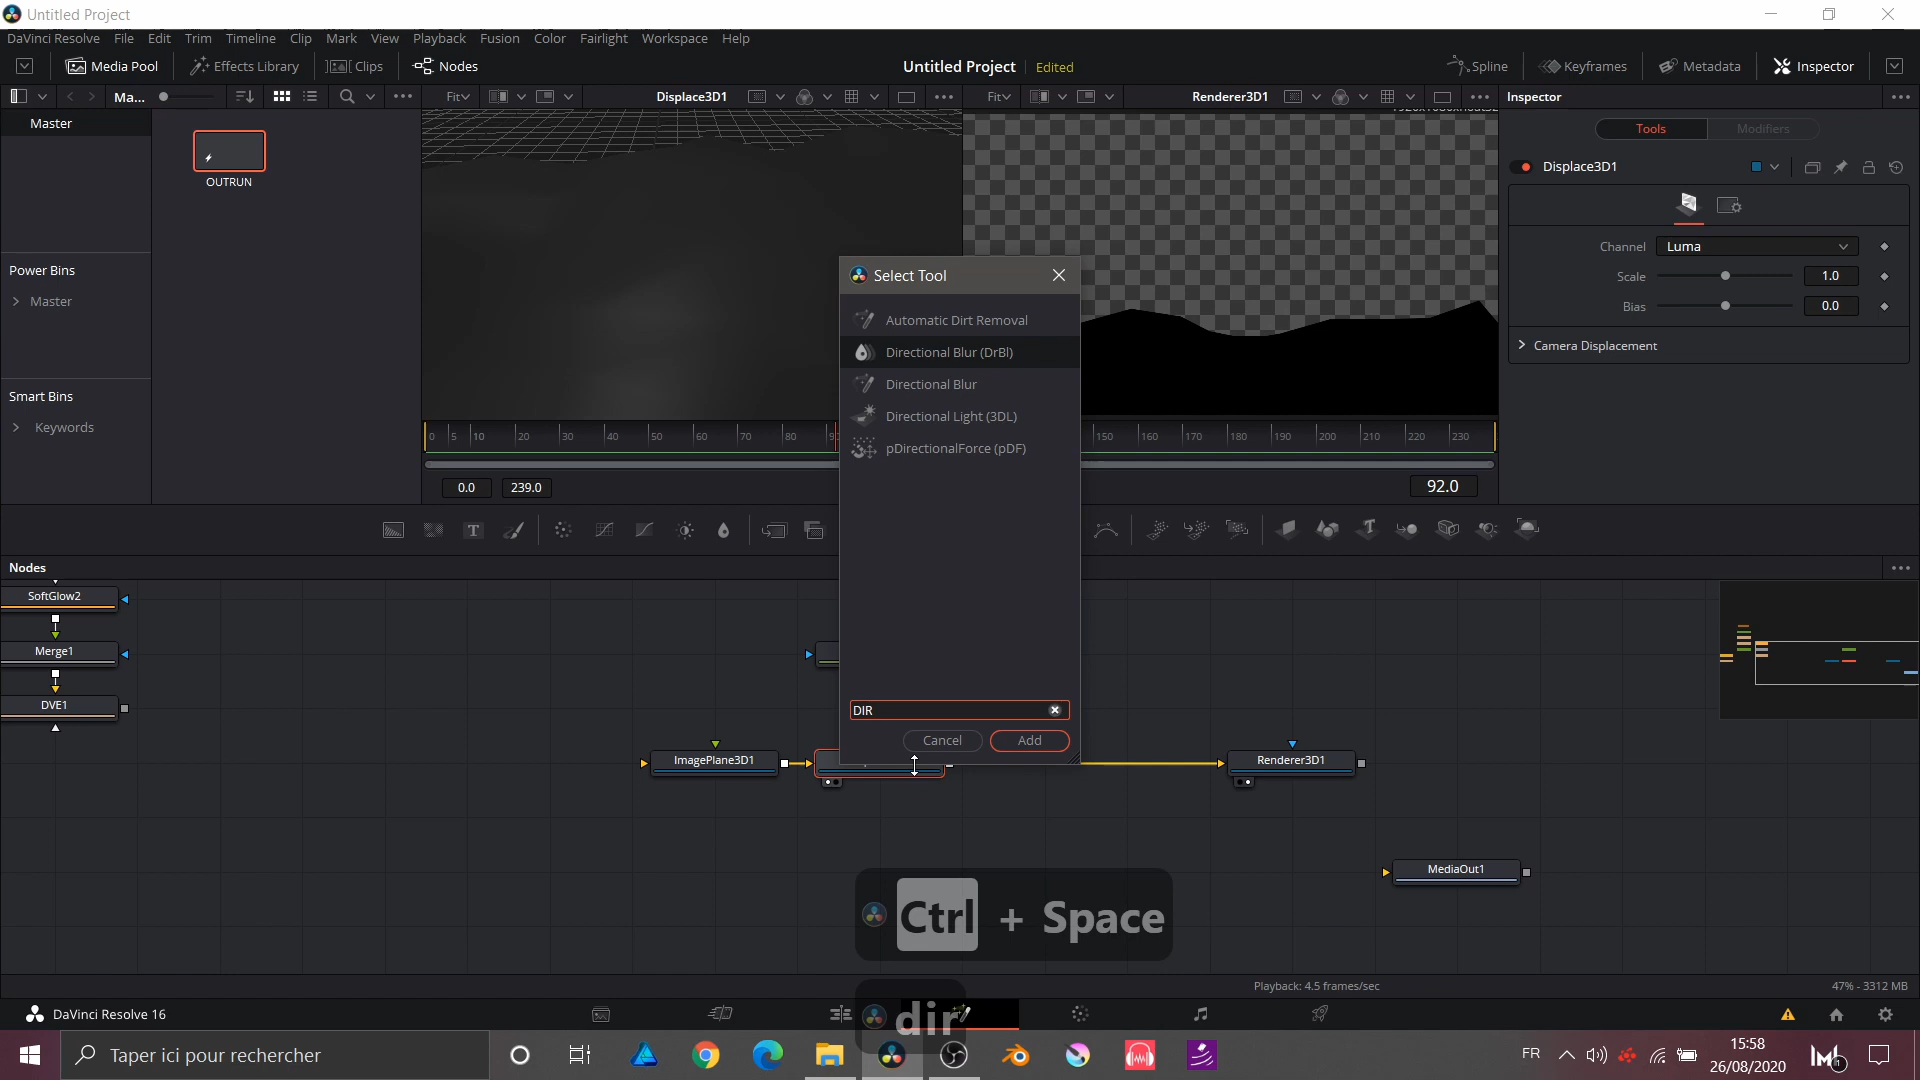 Untitled Project
DaVinci Resolve File Edit Trim Timeline Clip Mark View Playback Fusion Color Fairlight Workspace Help
Media Pool Effects Library Clips Nodes Untitled Project Edited Spline Keyframes Metadata Inspector
Ma... Fit Displace3D1 Fit Renderer3D1 Inspector
Master
OUTRUN
Power Bins
Master
Smart Bins
Keywords
Tools Modifiers
Displace3D1
Channel Luma
Scale 1.0
Bias 0.0
Camera Displacement
Select Tool
Automatic Dirt Removal
Directional Blur (DrBl)
Directional Blur
Directional Light (3DL)
pDirectionalForce (pDF)
DIR
Cancel Add
0 5 10 20 30 40 50 60 70 80 150 160 170 180 190 200 210 220 230
0.0 239.0 92.0
Nodes
SoftGlow2
Merge1
DVE1
ImagePlane3D1 Renderer3D1
MediaOut1
Ctrl + Space
dir
Playback: 4.5 frames/sec 47% - 3312 MB
DaVinci Resolve 16
Taper ici pour rechercher
FR 15:58
26/08/2020
1